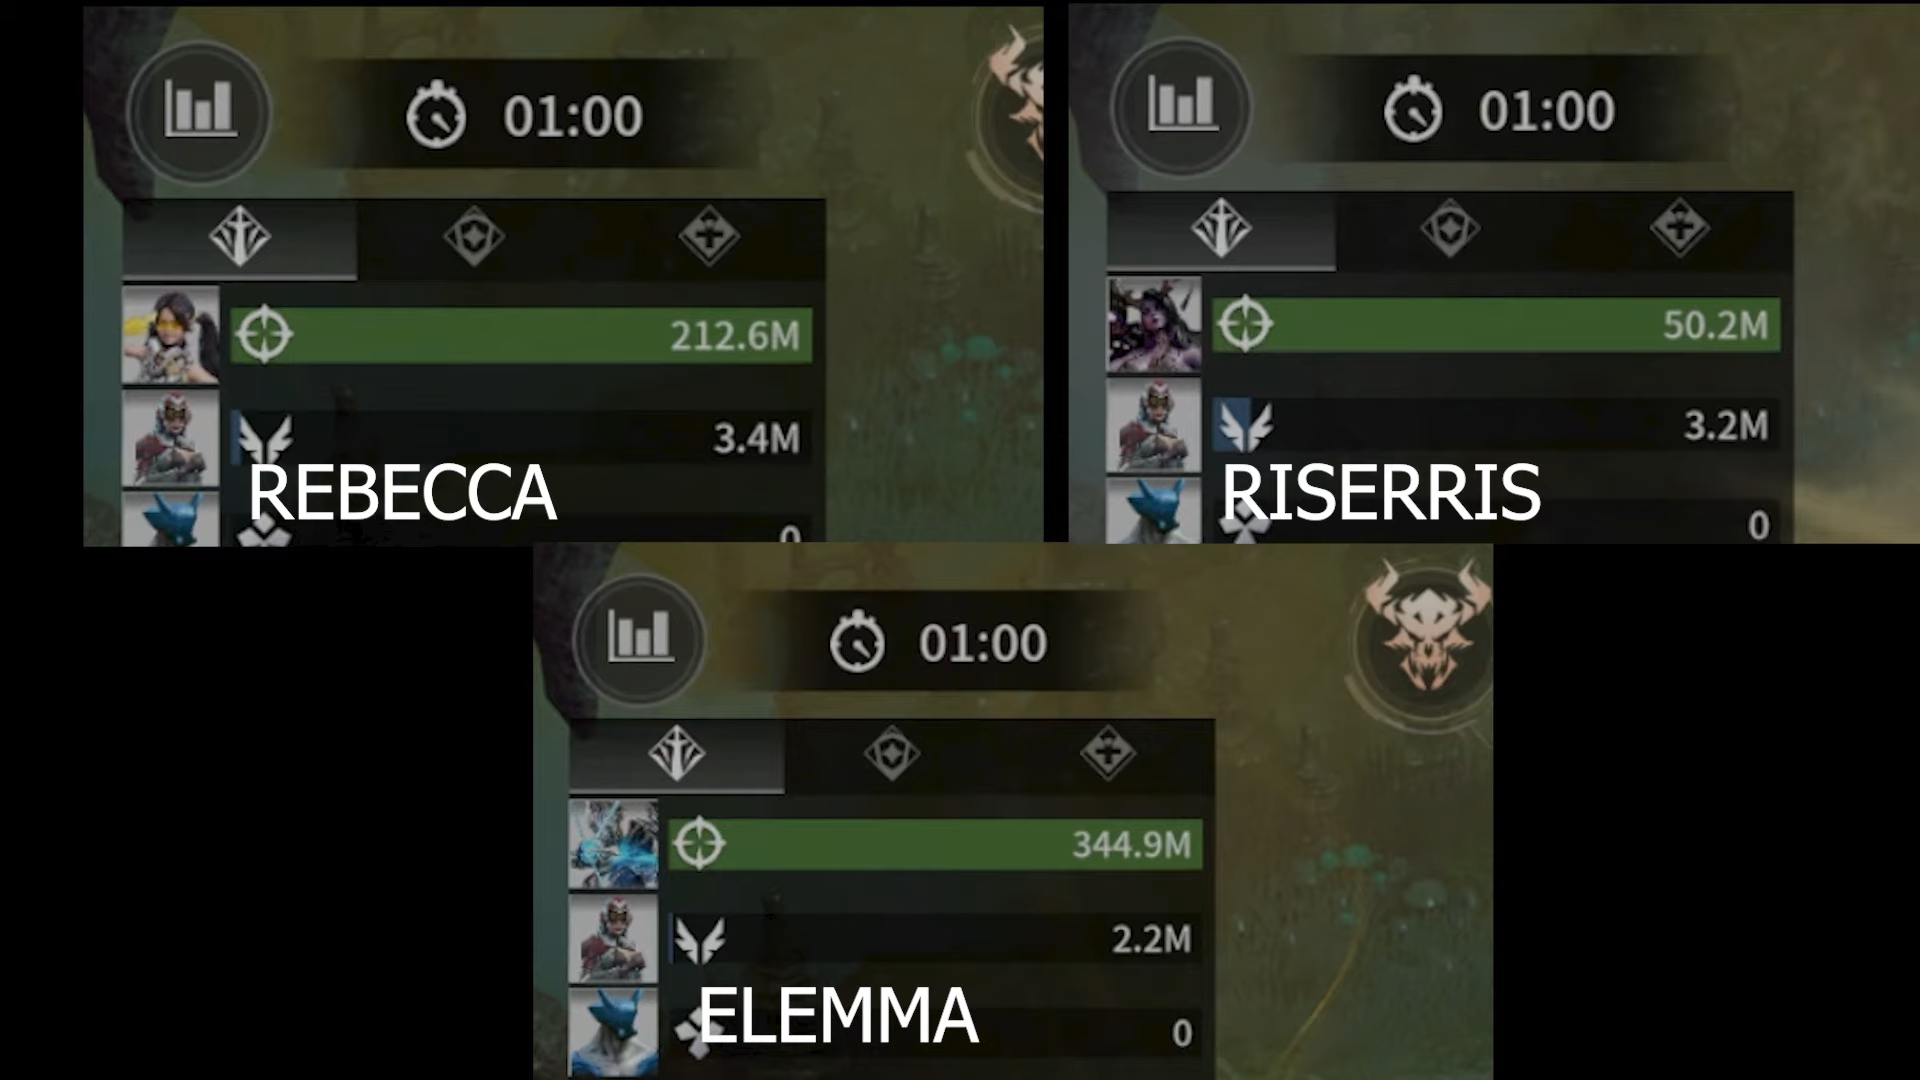 01:00
212.6M
3.4M
REBECCA
0
01:00
50.2M
3.2M
RISERRIS
0
01:00
344.9M
2.2M
ELEMMA
0